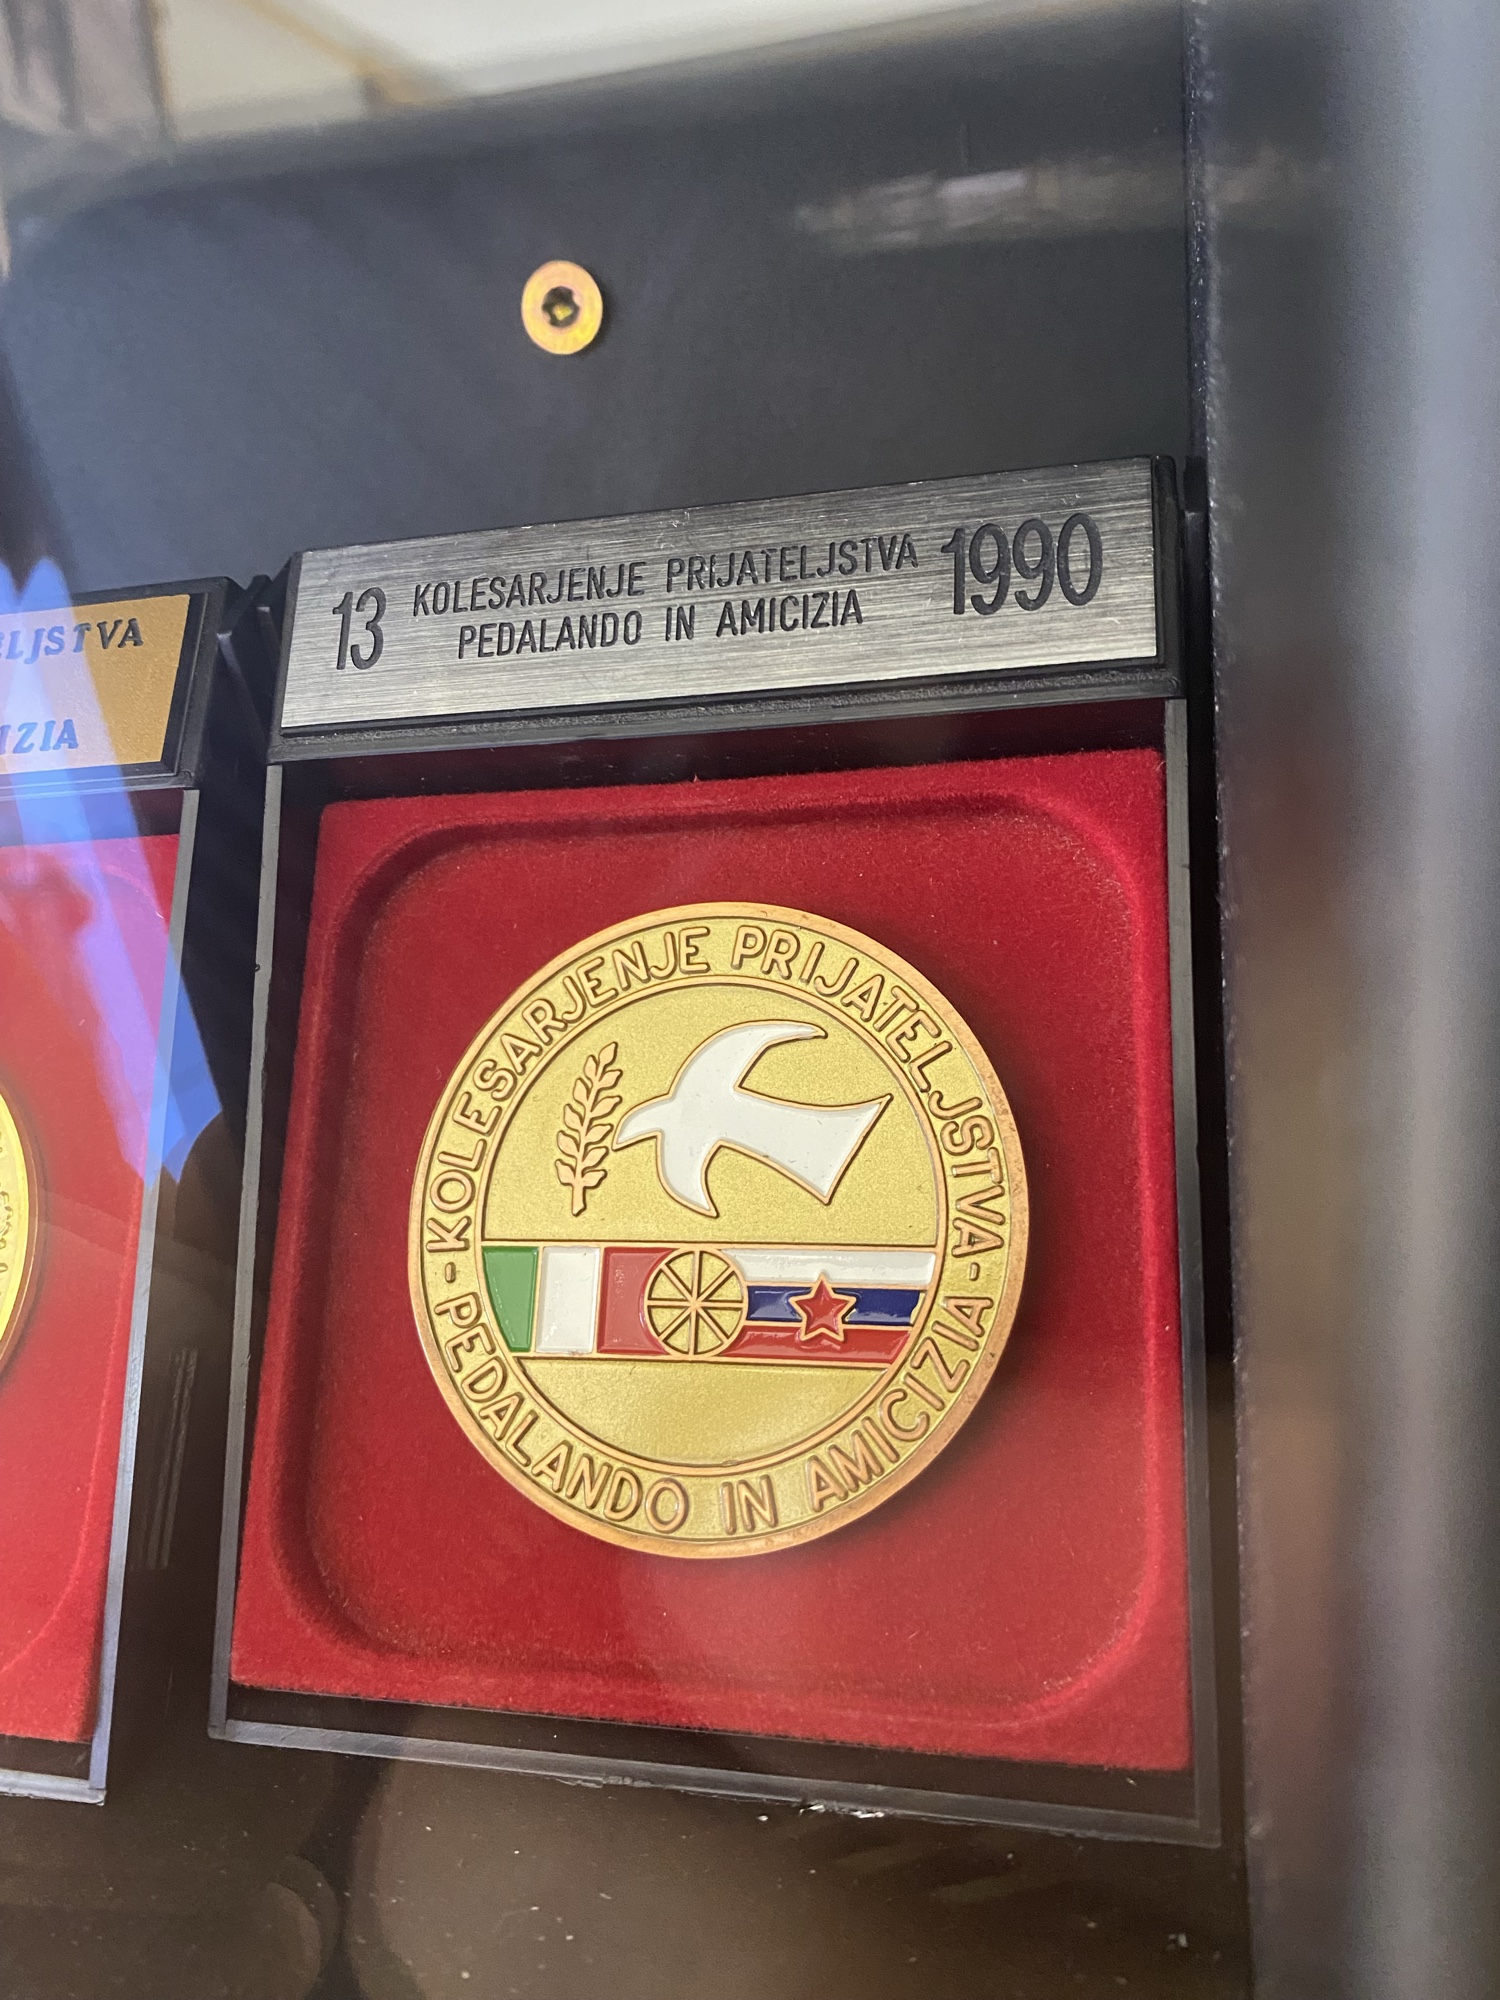 13 KOLESARJENJE PRIJATELJSTVA 1990
PEDALANDO IN AMICIZIA
KOLESARJENJE PRIJATELJSTVA
- PEDALANDO IN AMICIZIA -